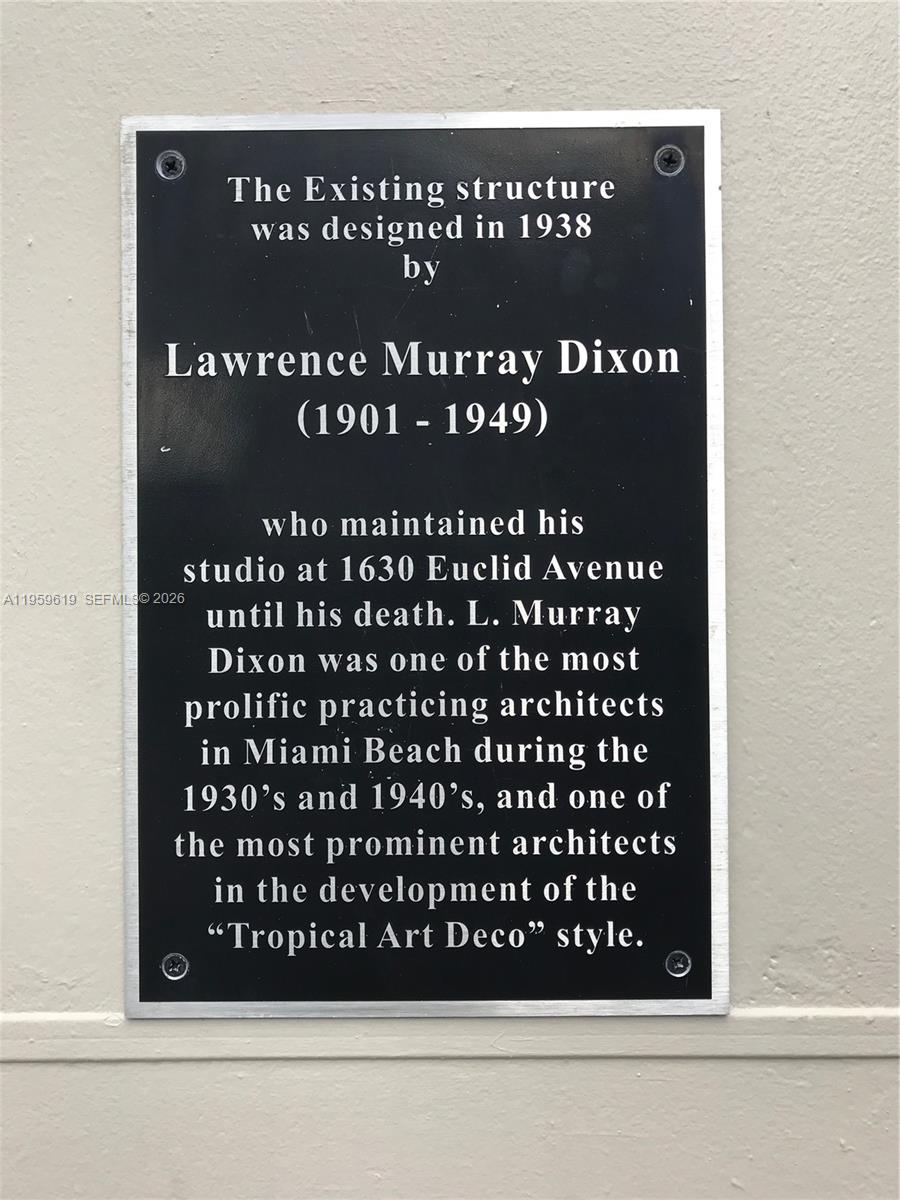 The Existing structure
was designed in 1938
by
Lawrence Murray Dixon
(1901 - 1949)
who maintained his
studio at 1630 Euclid Avenue
until his death. L. Murray
Dixon was one of the most
prolific practicing architects
in Miami Beach during the
1930’s and 1940’s, and one of
the most prominent architects
in the development of the
“Tropical Art Deco” style.
A11959619 SEFMLS© 2026